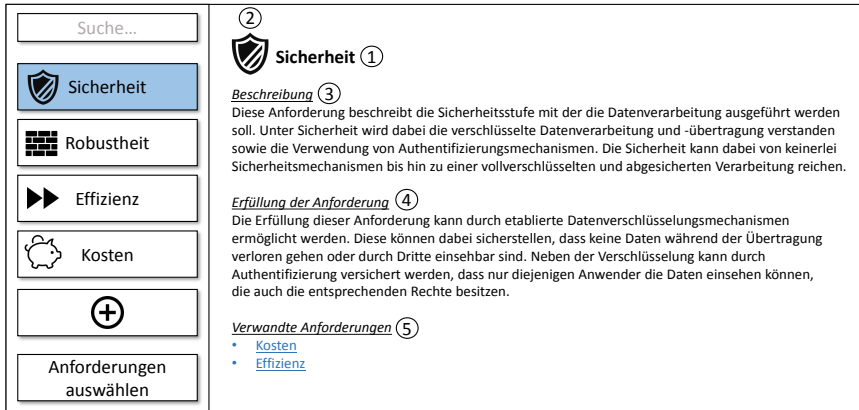 Suche...
Sicherheit
Robustheit
Effizienz
Kosten
Anforderungen
auswählen
2
Sicherheit 1
Beschreibung 3
Diese Anforderung beschreibt die Sicherheitsstufe mit der die Datenverarbeitung ausgeführt werden
soll. Unter Sicherheit wird dabei die verschlüsselte Datenverarbeitung und -übertragung verstanden
sowie die Verwendung von Authentifizierungsmechanismen. Die Sicherheit kann dabei von keinerlei
Sicherheitsmechanismen bis hin zu einer vollverschlüsselten und abgesicherten Verarbeitung reichen.
Erfüllung der Anforderung 4
Die Erfüllung dieser Anforderung kann durch etablierte Datenverschlüsselungsmechanismen
ermöglicht werden. Diese können dabei sicherstellen, dass keine Daten während der Übertragung
verloren gehen oder durch Dritte einsehbar sind. Neben der Verschlüsselung kann durch
Authentifizierung versichert werden, dass nur diejenigen Anwender die Daten einsehen können,
die auch die entsprechenden Rechte besitzen.
Verwandte Anforderungen 5
• Kosten
• Effizienz